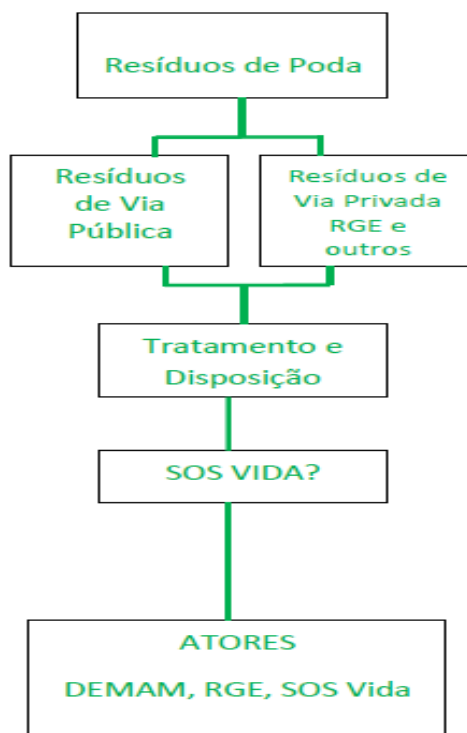 Resíduos de Poda
Resíduos
de Via
Pública
Resíduos de
Via Privada
RGE e
outros
Tratamento e
Disposição
SOS VIDA?
ATORES
DEMAM, RGE, SOS Vida